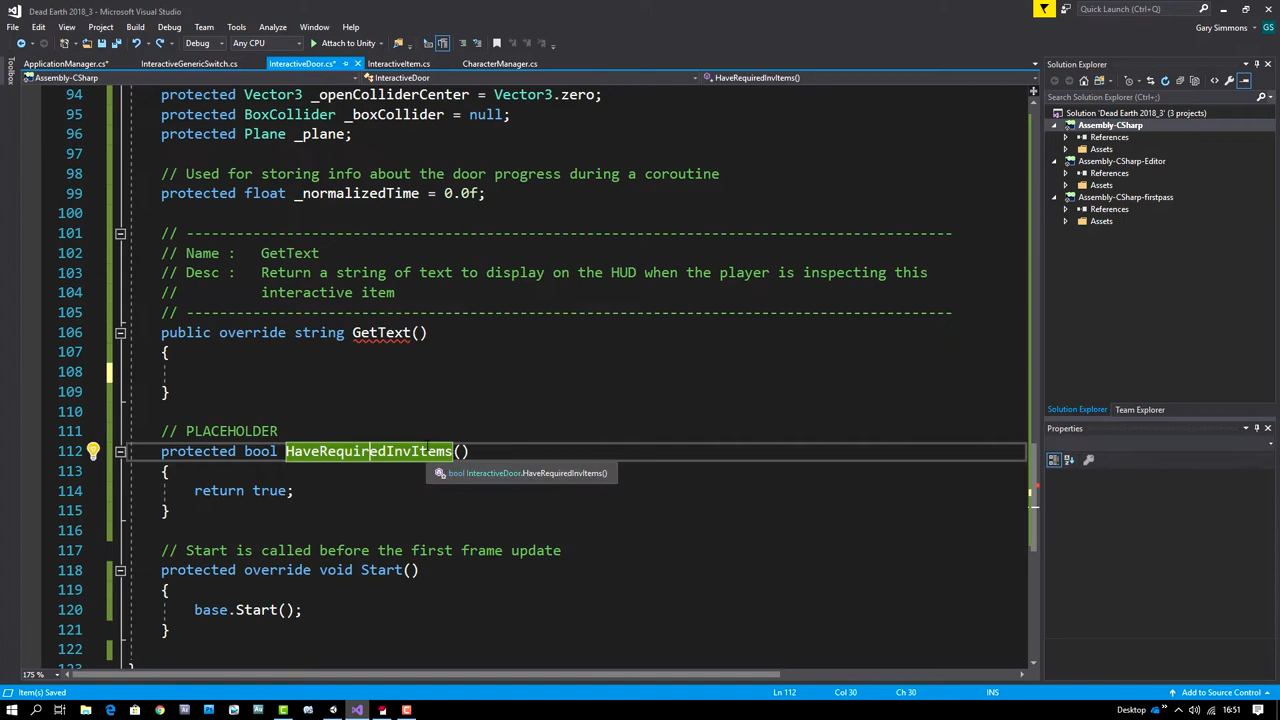 Dead Earth 2018_3 - Microsoft Visual Studio
Quick Launch (Ctrl+Q)
File Edit View Project Build Debug Team Tools Analyze Window Help
Gary Simmons GS
Debug Any CPU Attach to Unity
Toolbox
ApplicationManager.cs* InteractiveGenericSwitch.cs InteractiveDoor.cs* InteractiveItem.cs CharacterManager.cs
Assembly-CSharp InteractiveDoor HaveRequiredInvItems()
94 protected Vector3 _openColliderCenter = Vector3.zero;
95 protected BoxCollider _boxCollider = null;
96 protected Plane _plane;
97
98 // Used for storing info about the door progress during a coroutine
99 protected float _normalizedTime = 0.0f;
100
101 // --------------------------------------------------------------------------------------------
102 // Name : GetText
103 // Desc : Return a string of text to display on the HUD when the player is inspecting this
104 // interactive item
105 // --------------------------------------------------------------------------------------------
106 public override string GetText()
107 {
108
109 }
110
111 // PLACEHOLDER
112 protected bool HaveRequiredInvItems()
bool InteractiveDoor.HaveRequiredInvItems()
113 {
114 return true;
115 }
116
117 // Start is called before the first frame update
118 protected override void Start()
119 {
120 base.Start();
121 }
122
123 }
175 %
Solution Explorer
Search Solution Explorer (Ctrl+;)
Solution 'Dead Earth 2018_3' (3 projects)
Assembly-CSharp
References
Assets
Assembly-CSharp-Editor
References
Assets
Assembly-CSharp-firstpass
References
Assets
Solution Explorer Team Explorer
Properties
Item(s) Saved Ln 112 Col 30 Ch 30 INS Add to Source Control
Desktop 16:51